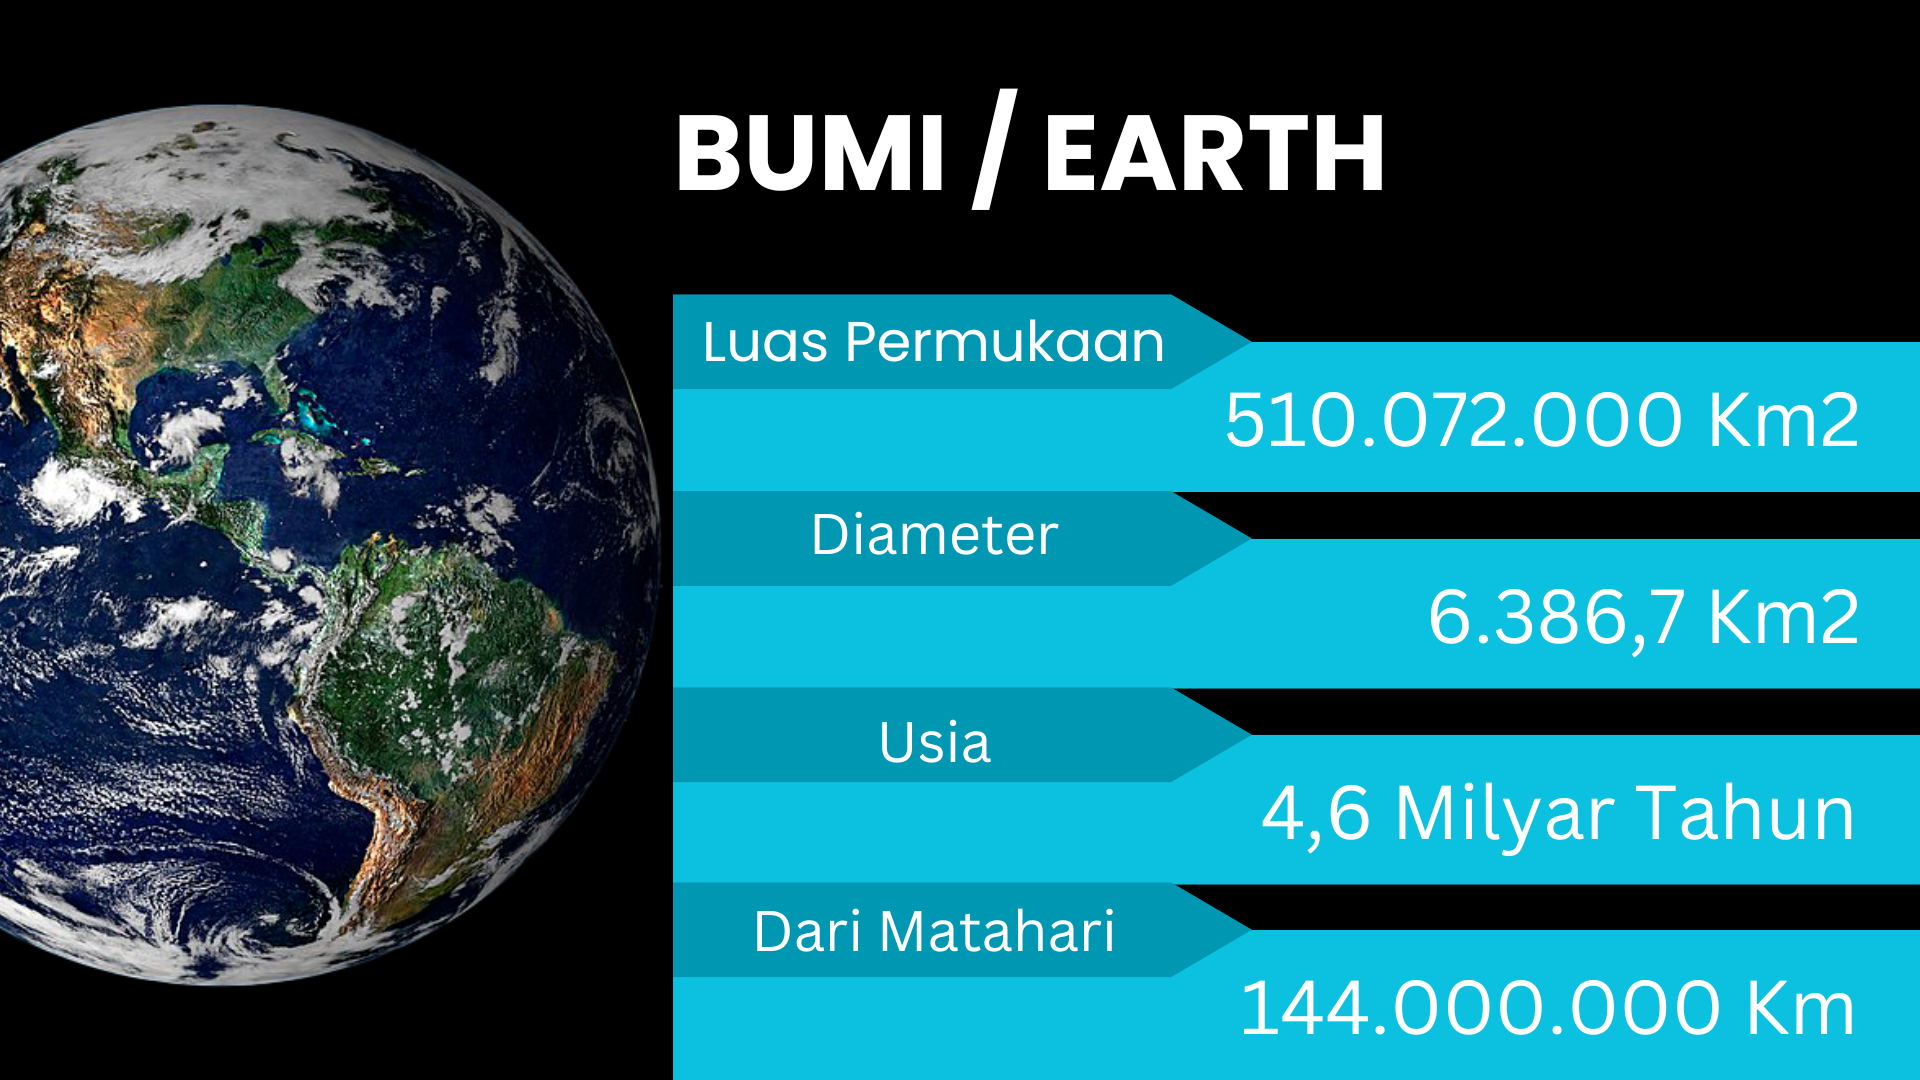 BUMI / EARTH
Luas Permukaan
510.072.000 Km2
Diameter
6.386,7 Km2
Usia
4,6 Milyar Tahun
Dari Matahari
144.000.000 Km